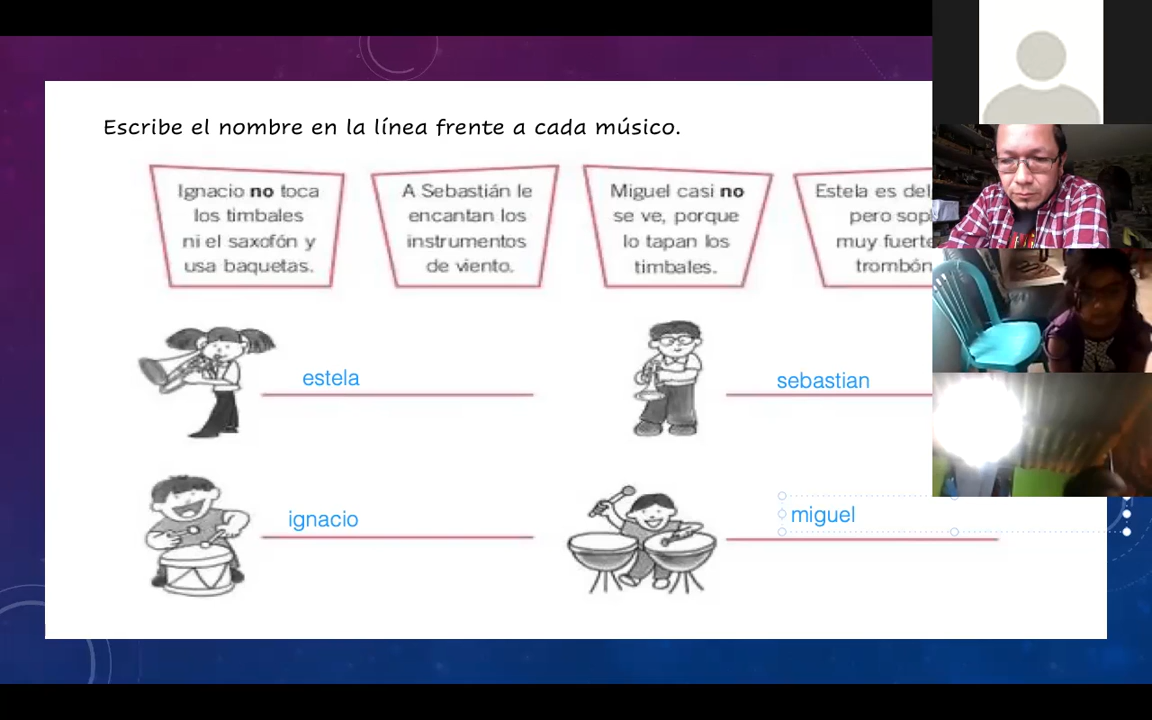 Escribe el nombre en la línea frente a cada músico.
Ignacio no toca
los timbales
ni el saxofón y
usa baquetas.
A Sebastián le
encantan los
instrumentos
de viento.
Miguel casi no
se ve, porque
lo tapan los
timbales.
Estela es del
pero sopl
muy fuerte
trombón
estela
sebastian
ignacio
miguel